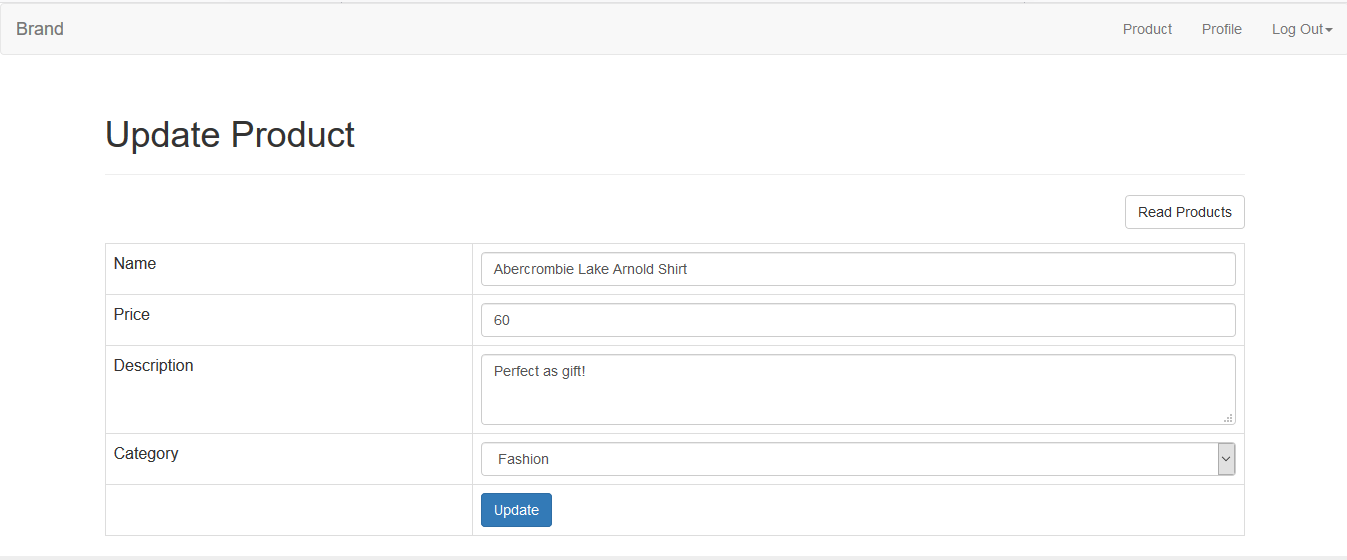 Brand Product Profile Log Out
Update Product
Read Products
Name Abercrombie Lake Arnold Shirt
Price 60
Description Perfect as gift!
Category Fashion
Update